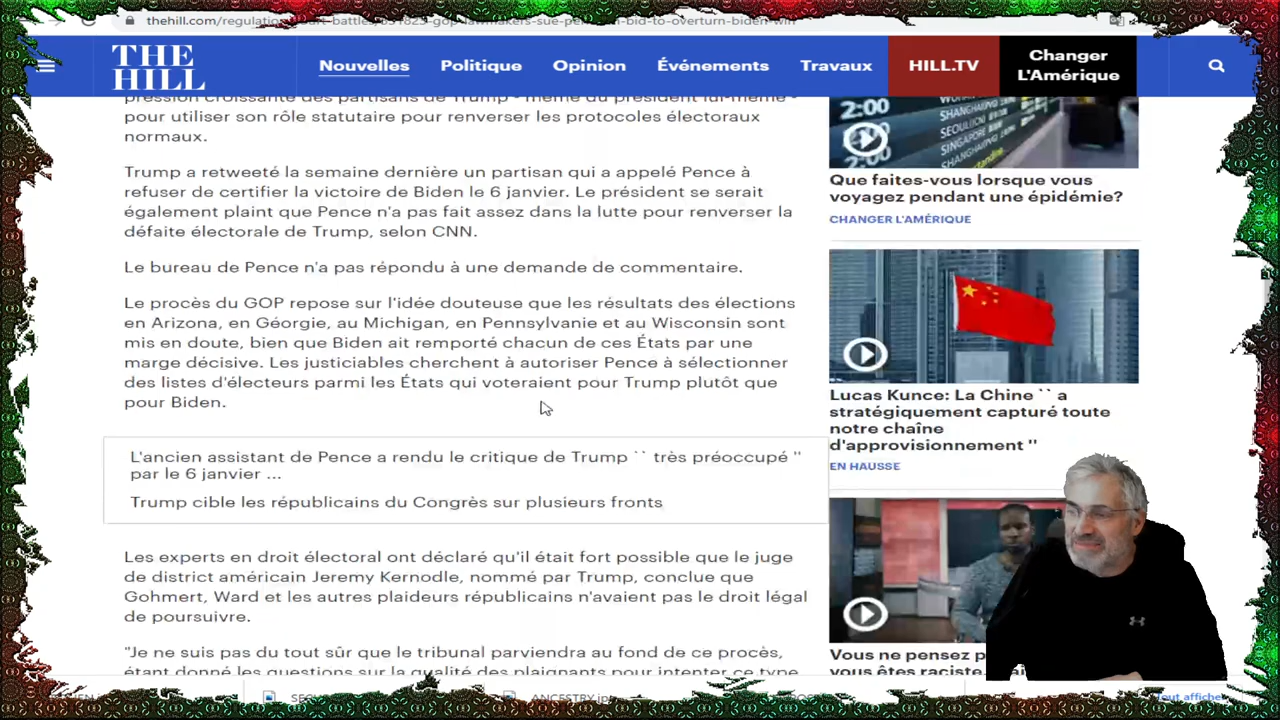 thehill.com/regulation
THE HILL
Nouvelles
Politique
Opinion
Événements
Travaux
HILL.TV
Changer L'Amérique
pression croissante des partisans de Trump - même du président lui-même -
pour utiliser son rôle statutaire pour renverser les protocoles électoraux
normaux.
Trump a retweeté la semaine dernière un partisan qui a appelé Pence à
refuser de certifier la victoire de Biden le 6 janvier. Le président se serait
également plaint que Pence n'a pas fait assez dans la lutte pour renverser la
défaite électorale de Trump, selon CNN.
Le bureau de Pence n'a pas répondu à une demande de commentaire.
Le procès du GOP repose sur l'idée douteuse que les résultats des élections
en Arizona, en Géorgie, au Michigan, en Pennsylvanie et au Wisconsin sont
mis en doute, bien que Biden ait remporté chacun de ces États par une
marge décisive. Les justiciables cherchent à autoriser Pence à sélectionner
des listes d'électeurs parmi les États qui voteraient pour Trump plutôt que
pour Biden.
L'ancien assistant de Pence a rendu le critique de Trump `` très préoccupé ''
par le 6 janvier ...
Trump cible les républicains du Congrès sur plusieurs fronts
Les experts en droit électoral ont déclaré qu'il était fort possible que le juge
de district américain Jeremy Kernodle, nommé par Trump, conclue que
Gohmert, Ward et les autres plaideurs républicains n'avaient pas le droit légal
de poursuivre.
"Je ne suis pas du tout sûr que le tribunal parviendra au fond de ce procès,
étant donné les questions sur la qualité des plaignants pour intenter ce type
2:00
SHANGHAI
SEOUL(ICN)
SINGAPORE
2:00
Que faites-vous lorsque vous
voyagez pendant une épidémie?
CHANGER L'AMÉRIQUE
Lucas Kunce: La Chine `` a
stratégiquement capturé toute
notre chaîne
d'approvisionnement ''
EN HAUSSE
Vous ne pensez
vous êtes raciste
ANCESTRY.jpg
Tout afficher